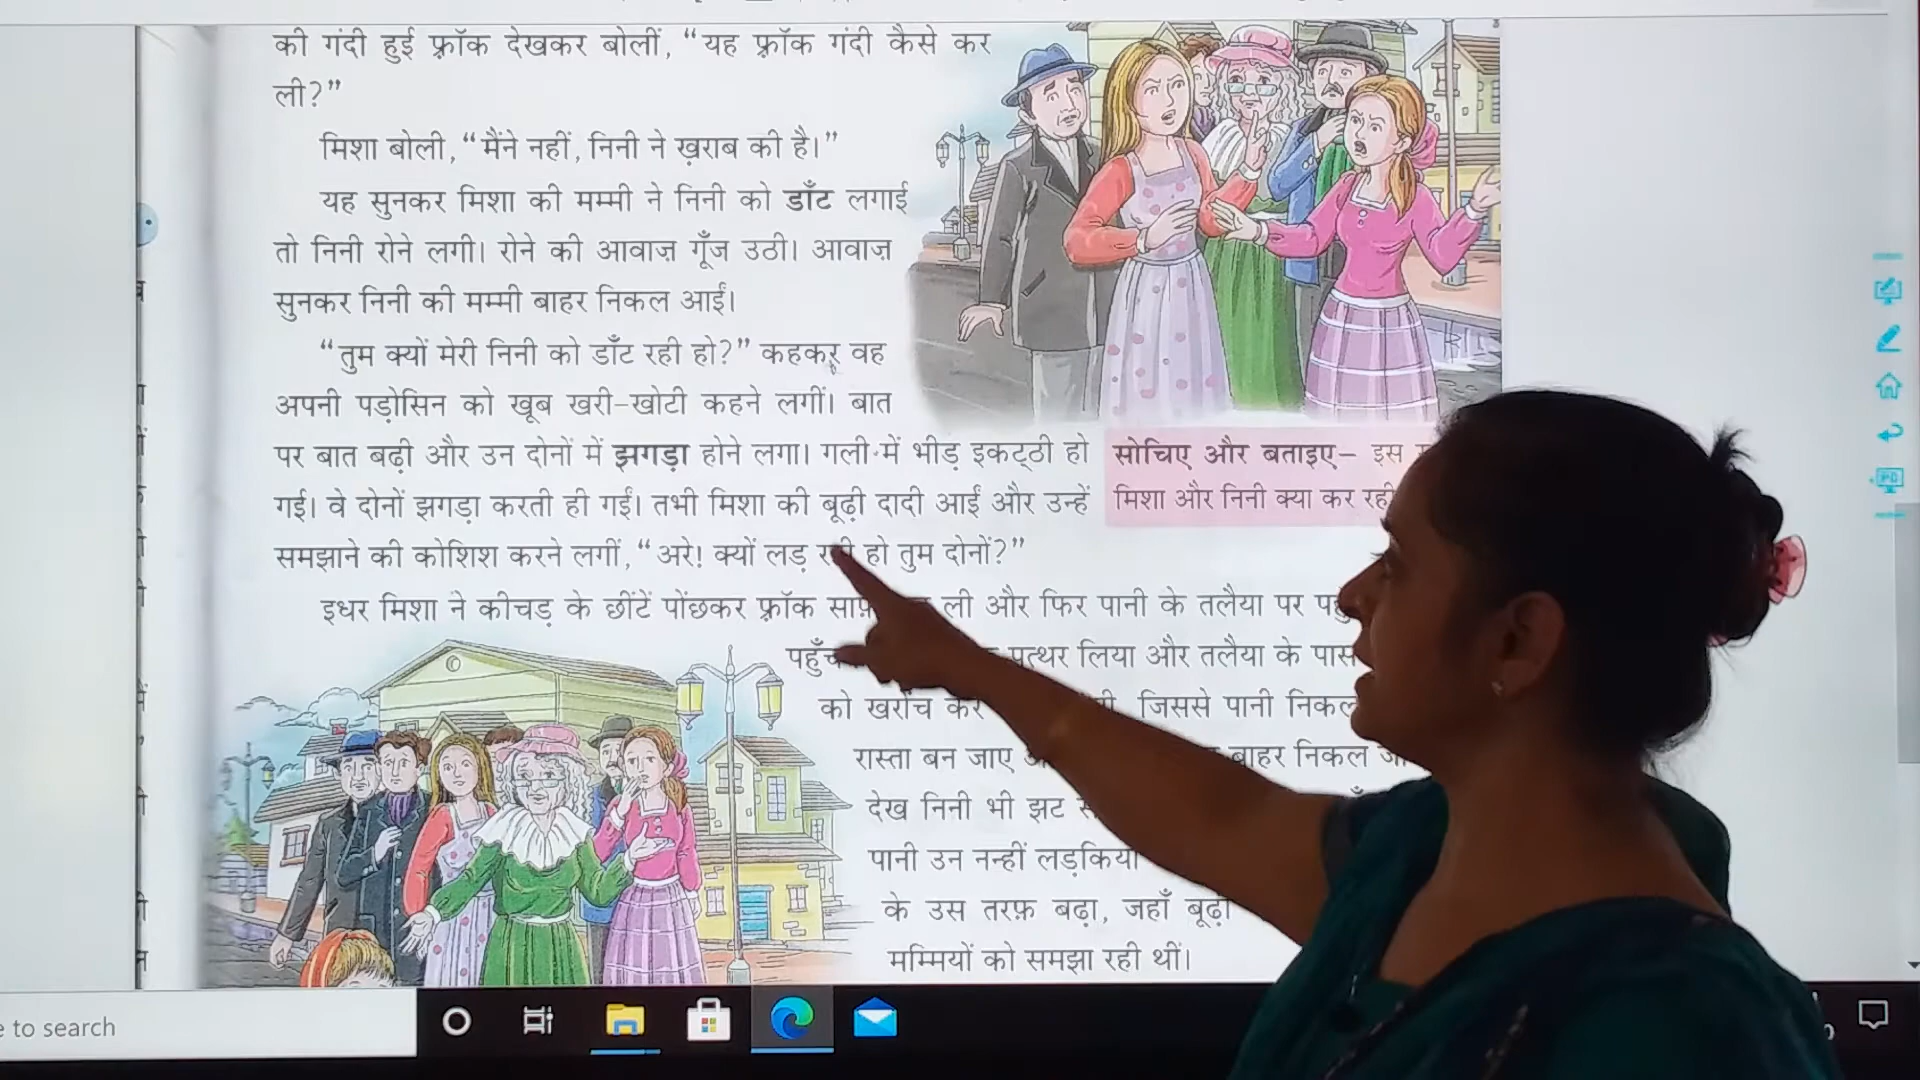 की गंदी हुई फ़्रॉक देखकर बोलीं, “यह फ़्रॉक गंदी कैसे कर
ली?”
मिशा बोली, “मैंने नहीं, निनी ने ख़राब की है।”
यह सुनकर मिशा की मम्मी ने निनी को डाँट लगाई
तो निनी रोने लगी। रोने की आवाज़ गूँज उठी। आवाज़
सुनकर निनी की मम्मी बाहर निकल आईं।
“तुम क्यों मेरी निनी को डाँट रही हो?” कहकर वह
अपनी पड़ोसिन को खूब खरी-खोटी कहने लगीं। बात
पर बात बढ़ी और उन दोनों में झगड़ा होने लगा। गली में भीड़ इकट्ठी हो
गई। वे दोनों झगड़ा करती ही गईं। तभी मिशा की बूढ़ी दादी आईं और उन्हें
समझाने की कोशिश करने लगीं, “अरे! क्यों लड़ रही हो तुम दोनों?”
सोचिए और बताइए– इस
मिशा और निनी क्या कर रही
इधर मिशा ने कीचड़ के छींटें पोंछकर फ़्रॉक साफ़ ली और फिर पानी के तलैया पर
पत्थर लिया और तलैया के पास
को खरोंच कर जिससे पानी निकल
रास्ता बन जाए बाहर निकल
देख निनी भी झट
पानी उन नन्हीं लड़कियों
के उस तरफ़ बढ़ा, जहाँ बूढ़ी
मम्मियों को समझा रही थीं।
to search